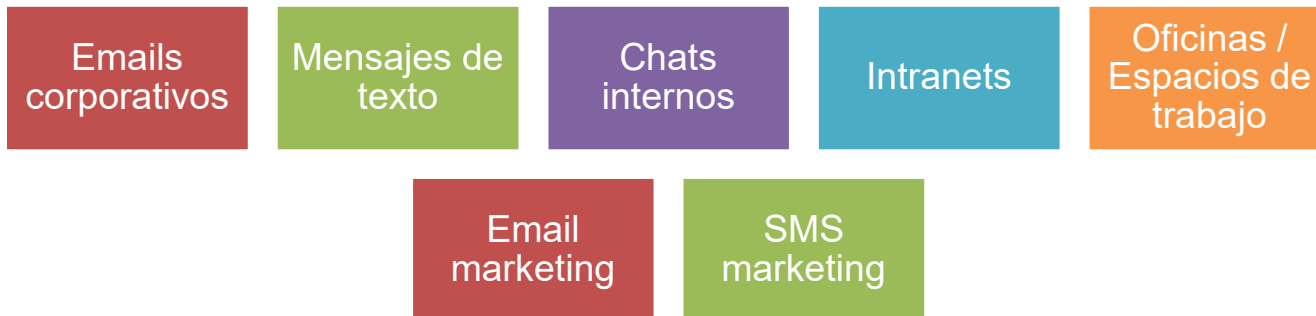 Emails
corporativos
Mensajes de
texto
Chats
internos
Intranets
Oficinas /
Espacios de
trabajo
Email
marketing
SMS
marketing